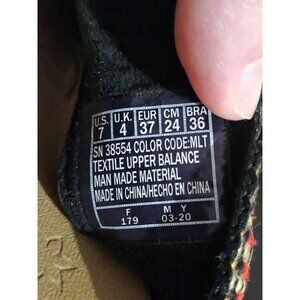 U.S. U.K. EUR CM BRA
7 4 37 24 36
SN 38554 COLOR CODE:MLT
TEXTILE UPPER BALANCE
MAN MADE MATERIAL
MADE IN CHINA/HECHO EN CHINA
F M Y
179 03-20